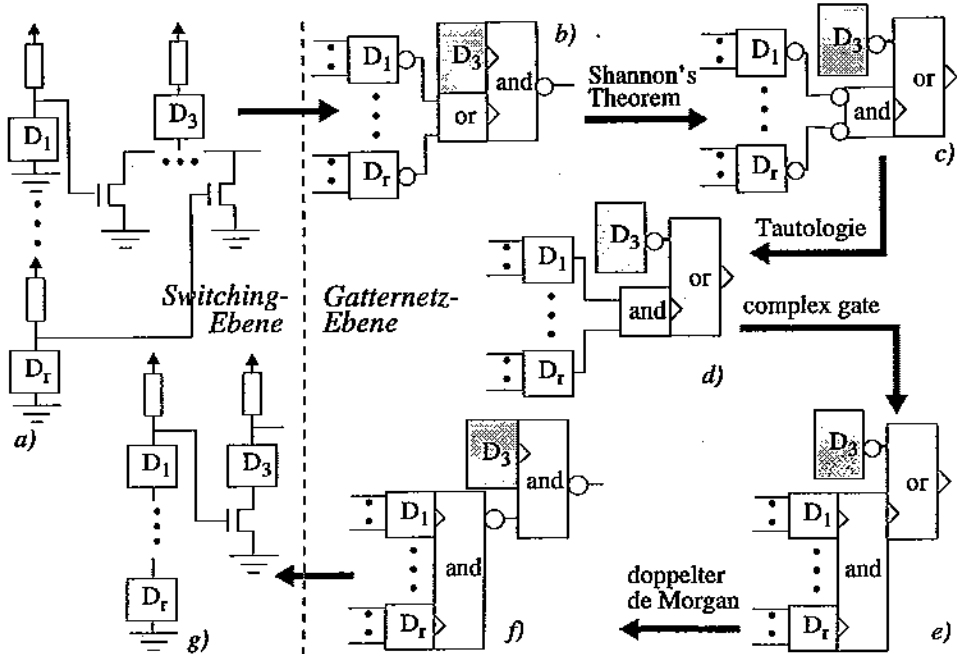 D₁
D₃
Dᵣ
a)
Switching-
Ebene
Gatternetz-
Ebene
D₁
Dᵣ
D₃
or
and
b)
Shannon's
Theorem
D₁
Dᵣ
D₃
and
or
c)
Tautologie
D₁
Dᵣ
D₃
and
or
d)
complex gate
D₃
or
D₁
and
Dᵣ
e)
doppelter
de Morgan
D₃
and
D₁
and
Dᵣ
f)
D₁
D₃
Dᵣ
g)